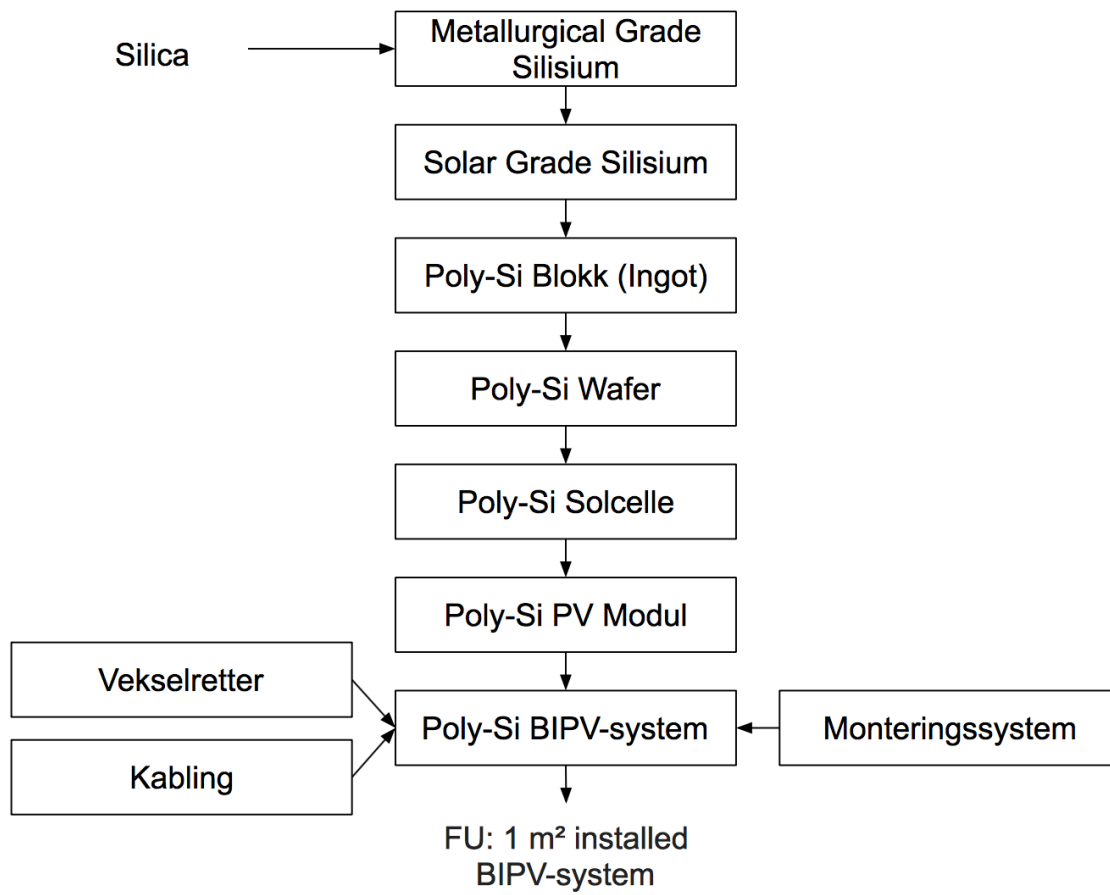 Silica
Metallurgical Grade
Silisium
Solar Grade Silisium
Poly-Si Blokk (Ingot)
Poly-Si Wafer
Poly-Si Solcelle
Poly-Si PV Modul
Vekselretter
Poly-Si BIPV-system
Monteringssystem
Kabling
FU: 1 m² installed
BIPV-system